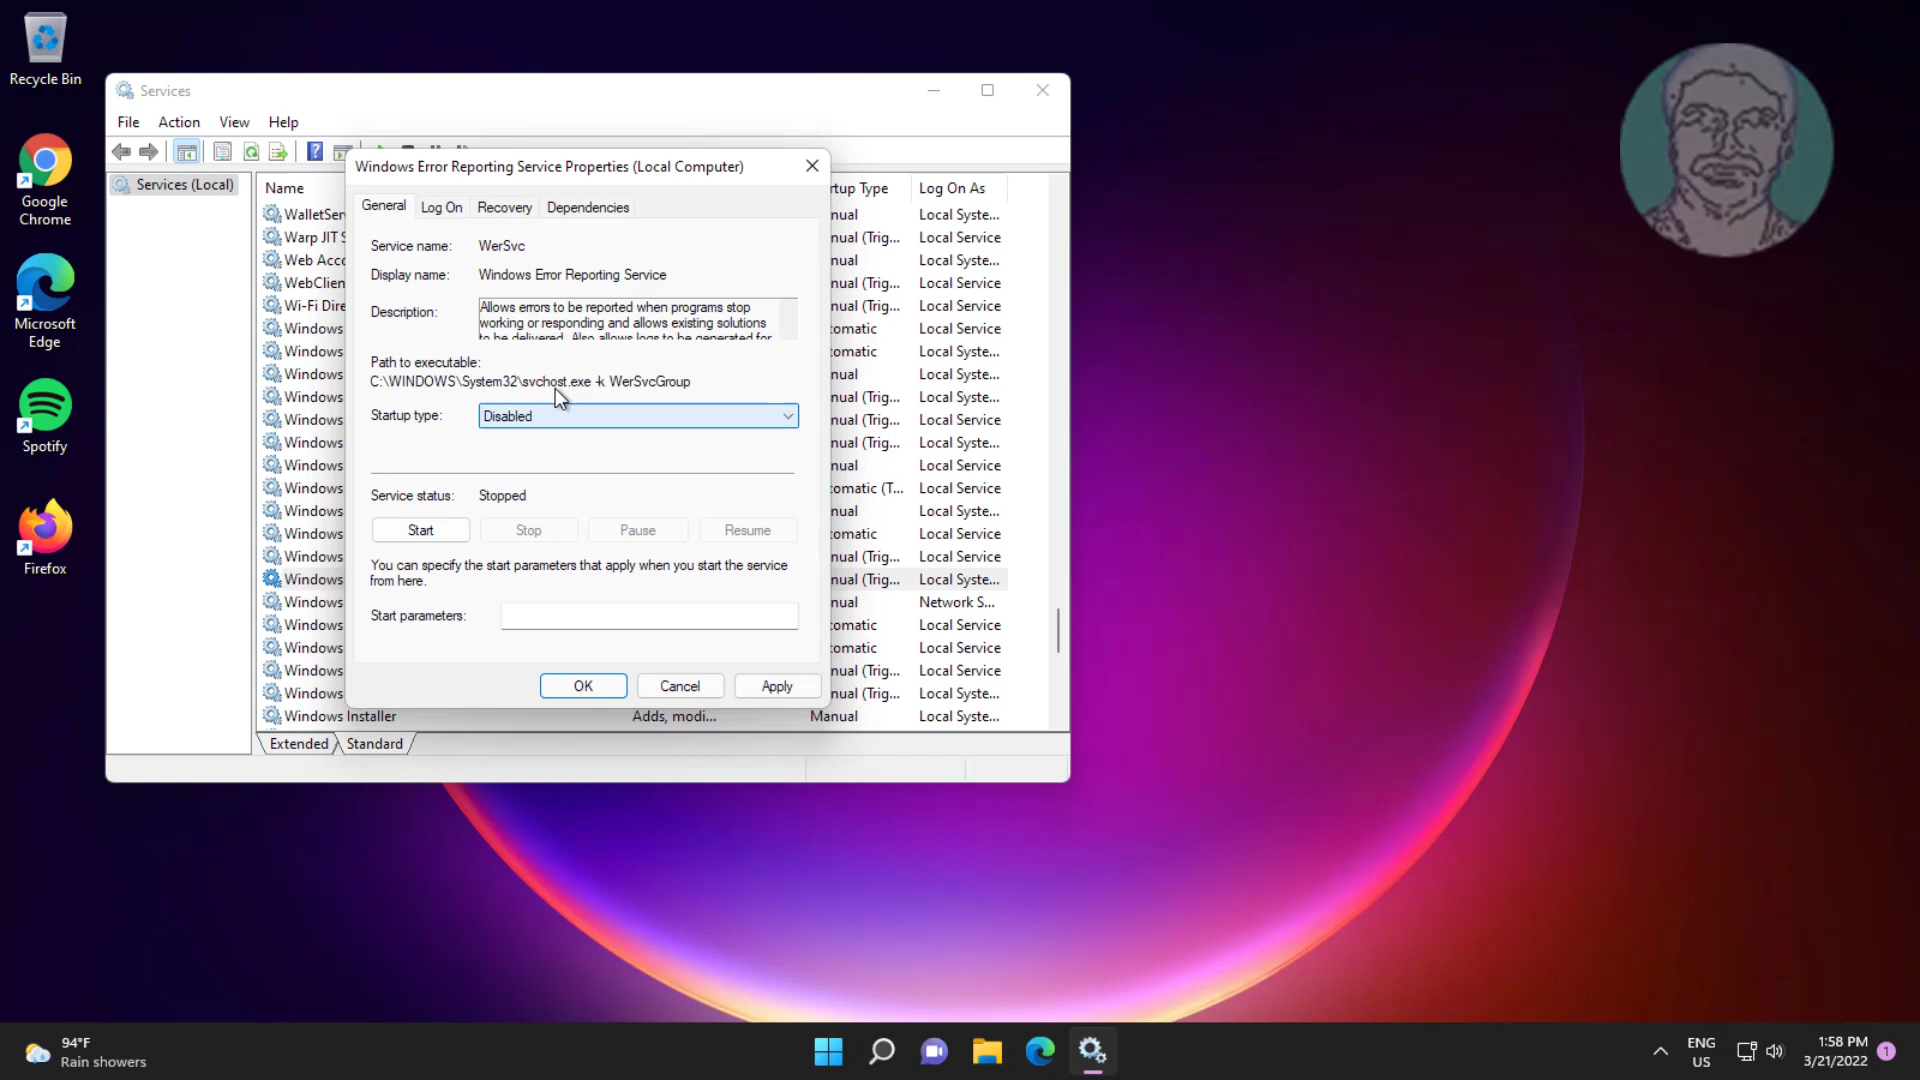 Recycle Bin
Google
Chrome
Microsoft
Edge
Spotify
Firefox
Services
File Action View Help
Services (Local)
Name
rtup Type Log On As
WalletSer nual Local Syste...
Warp JIT S nual (Trig... Local Service
Web Acco nual Local Syste...
WebClien nual (Trig... Local Service
Wi-Fi Dire nual (Trig... Local Service
Windows omatic Local Syste...
Windows omatic Local Syste...
Windows nual (Trig... Local Service
Windows nual (Trig... Local Service
Windows nual (Trig... Local Syste...
Windows nual Local Service
Windows omatic (T... Local Service
Windows nual Local Syste...
Windows omatic Local Service
Windows nual (Trig... Local Service
Windows nual (Trig... Local Syste...
Windows nual Network S...
Windows omatic Local Service
Windows omatic Local Service
Windows nual (Trig... Local Service
Windows nual (Trig... Local Syste...
Windows Installer Adds, modi... Manual Local Syste...
Extended Standard
Windows Error Reporting Service Properties (Local Computer)
General Log On Recovery Dependencies
Service name: WerSvc
Display name: Windows Error Reporting Service
Description: Allows errors to be reported when programs stop
working or responding and allows existing solutions
to be delivered. Also allows logs to be generated for
Path to executable:
C:\WINDOWS\System32\svchost.exe -k WerSvcGroup
Startup type: Disabled
Service status: Stopped
Start Stop Pause Resume
You can specify the start parameters that apply when you start the service
from here.
Start parameters:
OK Cancel Apply
94°F
Rain showers
ENG
US
1:58 PM
3/21/2022
1